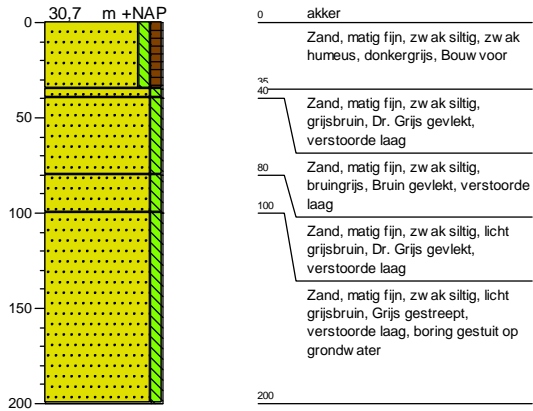 30,7 m +NAP
0
50
100
150
200
0 akker
Zand, matig fijn, zwak siltig, zwak
humeus, donkergrijs, Bouwvoor
35
40
Zand, matig fijn, zwak siltig,
grijsbruin, Dr. Grijs gevlekt,
verstoorde laag
80
Zand, matig fijn, zwak siltig,
bruingrijs, Bruin gevlekt, verstoorde
laag
100
Zand, matig fijn, zwak siltig, licht
grijsbruin, Dr. Grijs gevlekt,
verstoorde laag
Zand, matig fijn, zwak siltig, licht
grijsbruin, Grijs gestreept,
verstoorde laag, boring gestuit op
grondwater
200